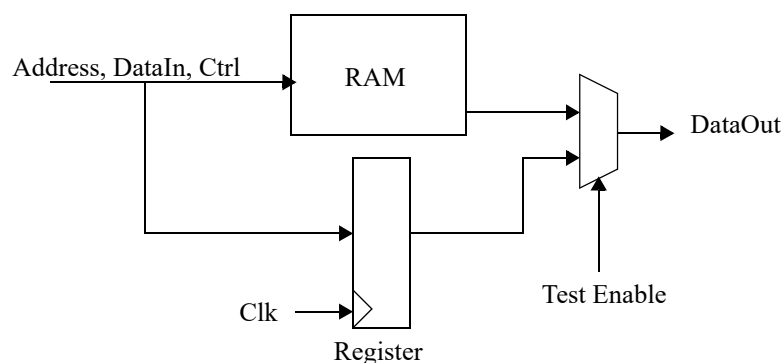 Address, DataIn, Ctrl
RAM
DataOut
Test Enable
Clk
Register